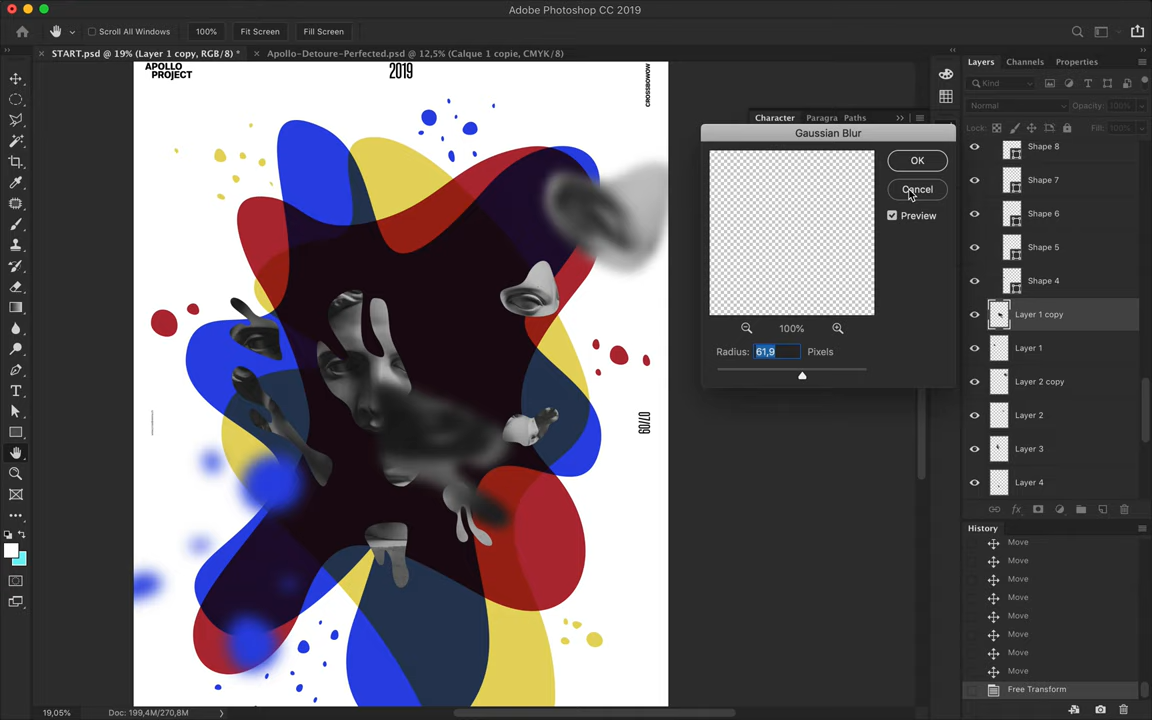 Adobe Photoshop CC 2019
Scroll All Windows
100%
Fit Screen
Fill Screen
START.psd @ 19% (Layer 1 copy, RGB/8) *
Apollo-Detoure-Perfected.psd @ 12,5% (Calque 1 copie, CMYK/8)
APOLLO
PROJECT
2019
CROSSBOWOW
07/09
Character
Paragra
Paths
Gaussian Blur
OK
Cancel
Preview
100%
Radius: 61,9 Pixels
Layers
Channels
Properties
Kind
Normal
Opacity: 100%
Lock:
Fill: 100%
Shape 8
Shape 7
Shape 6
Shape 5
Shape 4
Layer 1 copy
Layer 1
Layer 2 copy
Layer 2
Layer 3
Layer 4
History
Move
Move
Move
Move
Move
Move
Move
Move
Free Transform
19,05%
Doc: 199,4M/270,8M